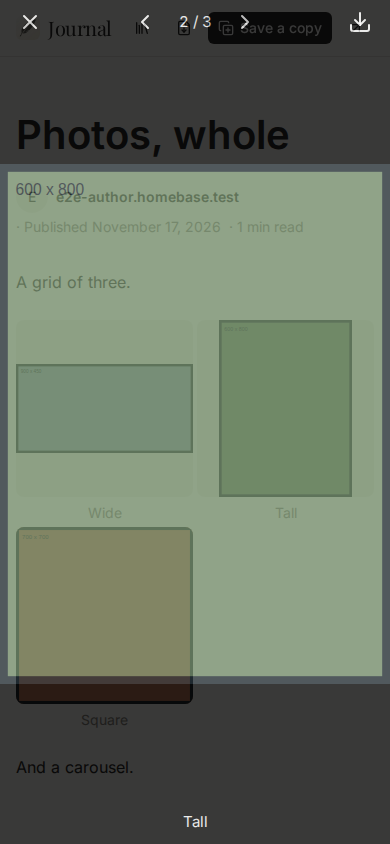 Journal
2 / 3
Save a copy
Photos, whole
600 x 800
E
e2e-author.homebase.test
· Published November 17, 2026 · 1 min read
A grid of three.
Wide
Tall
Square
And a carousel.
Tall